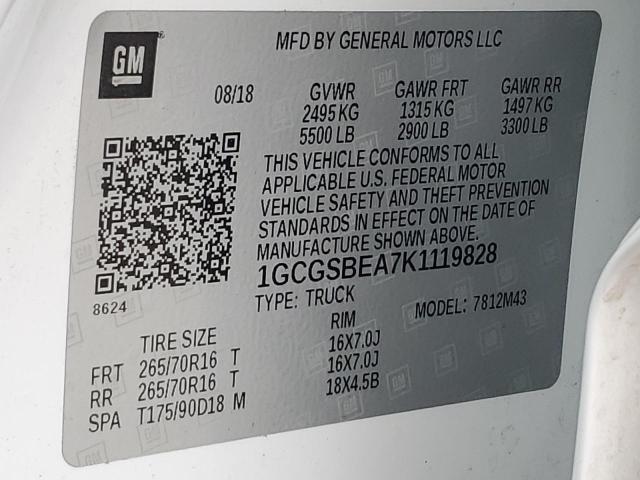 GM
MFD BY GENERAL MOTORS LLC
08/18 GVWR GAWR FRT GAWR RR
2495 KG 1315 KG 1497 KG
5500 LB 2900 LB 3300 LB
THIS VEHICLE CONFORMS TO ALL
APPLICABLE U.S. FEDERAL MOTOR
VEHICLE SAFETY AND THEFT PREVENTION
STANDARDS IN EFFECT ON THE DATE OF
MANUFACTURE SHOWN ABOVE.
1GCGSBEA7K1119828
8624
TYPE: TRUCK MODEL: 7812M43
TIRE SIZE RIM
FRT 265/70R16 T 16X7.0J
RR 265/70R16 T 16X7.0J
SPA T175/90D18 M 18X4.5B